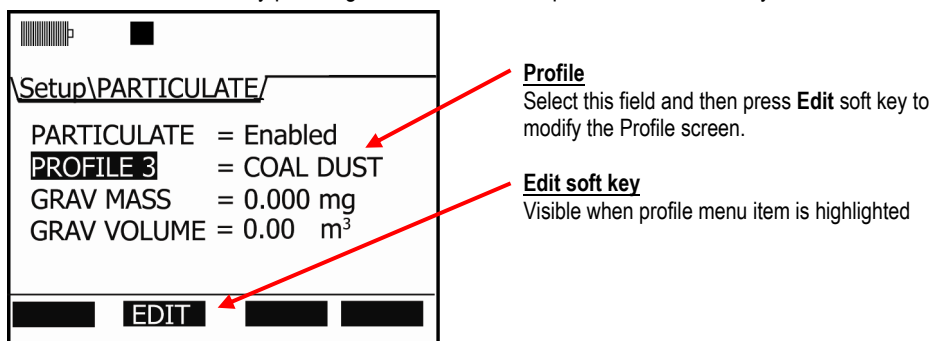 \Setup\PARTICULATE/
PARTICULATE = Enabled
PROFILE 3 = COAL DUST
GRAV MASS = 0.000 mg
GRAV VOLUME = 0.00 m³
EDIT
Profile
Select this field and then press Edit soft key to
modify the Profile screen.
Edit soft key
Visible when profile menu item is highlighted